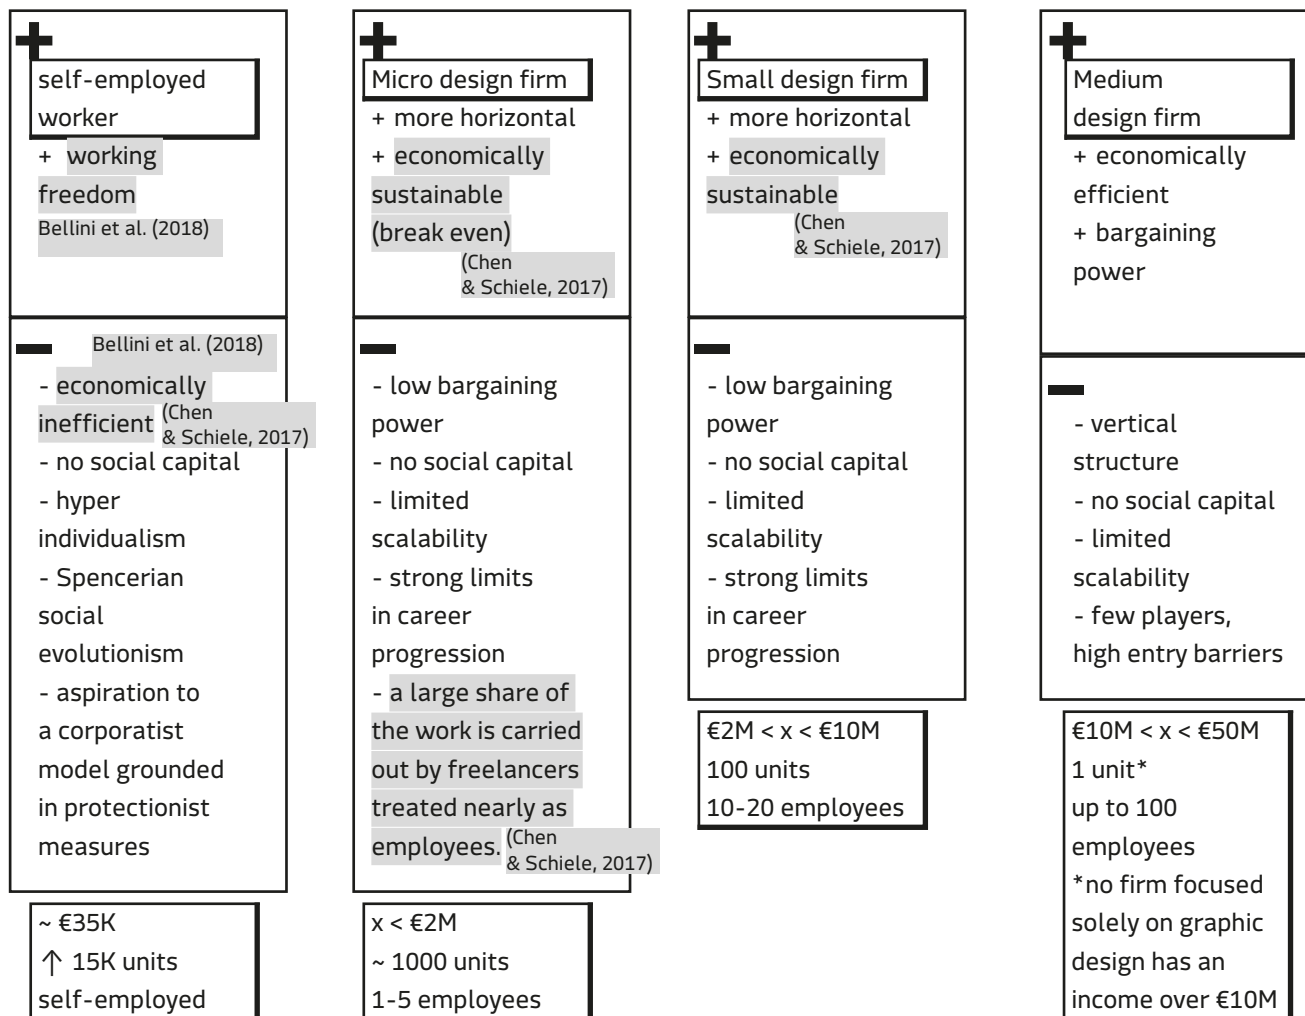 self-employed
worker
+ working
freedom
Bellini et al. (2018)
Bellini et al. (2018)
- economically
inefficient (Chen
& Schiele, 2017)
- no social capital
- hyper
individualism
- Spencerian
social
evolutionism
- aspiration to
a corporatist
model grounded
in protectionist
measures
~ €35K
↑ 15K units
self-employed
Micro design firm
+ more horizontal
+ economically
sustainable
(break even)
(Chen
& Schiele, 2017)
- low bargaining
power
- no social capital
- limited
scalability
- strong limits
in career
progression
- a large share of
the work is carried
out by freelancers
treated nearly as
employees. (Chen
& Schiele, 2017)
x < €2M
~ 1000 units
1-5 employees
Small design firm
+ more horizontal
+ economically
sustainable
(Chen
& Schiele, 2017)
- low bargaining
power
- no social capital
- limited
scalability
- strong limits
in career
progression
€2M < x < €10M
100 units
10-20 employees
Medium
design firm
+ economically
efficient
+ bargaining
power
- vertical
structure
- no social capital
- limited
scalability
- few players,
high entry barriers
€10M < x < €50M
1 unit*
up to 100
employees
*no firm focused
solely on graphic
design has an
income over €10M